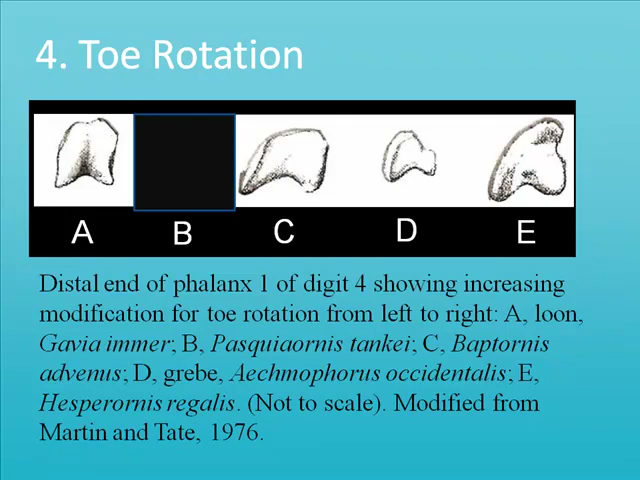 4. Toe Rotation
A B C D E
Distal end of phalanx 1 of digit 4 showing increasing
modification for toe rotation from left to right: A, loon,
Gavia immer; B, Pasquiaornis tankei; C, Baptornis
advenus; D, grebe, Aechmophorus occidentalis; E,
Hesperornis regalis. (Not to scale). Modified from
Martin and Tate, 1976.